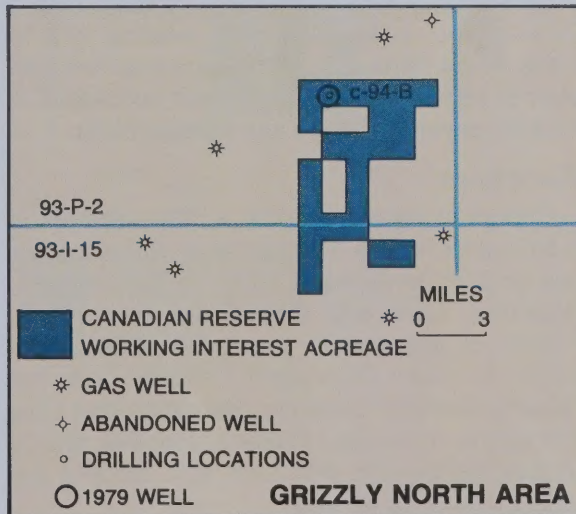 c-94-B
93-P-2
93-I-15
MILES
0 3
CANADIAN RESERVE
WORKING INTEREST ACREAGE
GAS WELL
ABANDONED WELL
DRILLING LOCATIONS
1979 WELL
GRIZZLY NORTH AREA